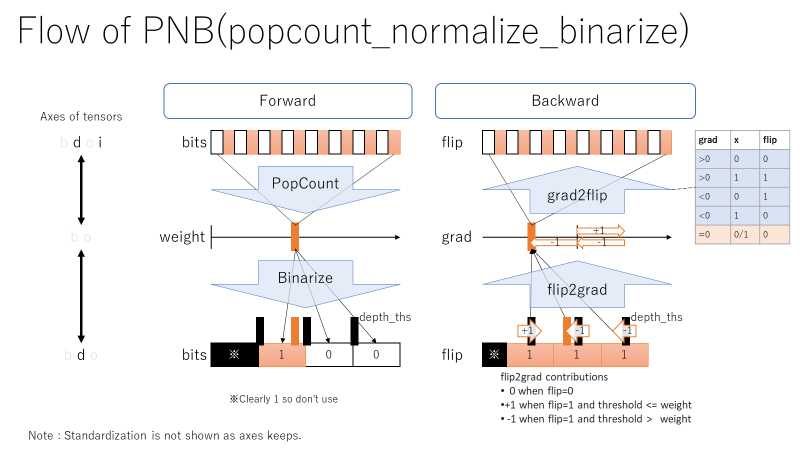 Flow of PNB(popcount_normalize_binarize)
Forward
Backward
Axes of tensors
b d o i
bits
flip
grad x flip
>0 0 0
>0 1 1
<0 0 1
<0 1 0
=0 0/1 0
PopCount
grad2flip
b o
weight
grad
+1
-1 -1
Binarize
flip2grad
depth_ths
depth_ths
+1 -1 -1
b d o
bits
※ 1 0 0
flip
※ 1 1 1
flip2grad contributions
• 0 when flip=0
•+1 when flip=1 and threshold <= weight
• -1 when flip=1 and threshold > weight
※Clearly 1 so don't use
Note : Standardization is not shown as axes keeps.